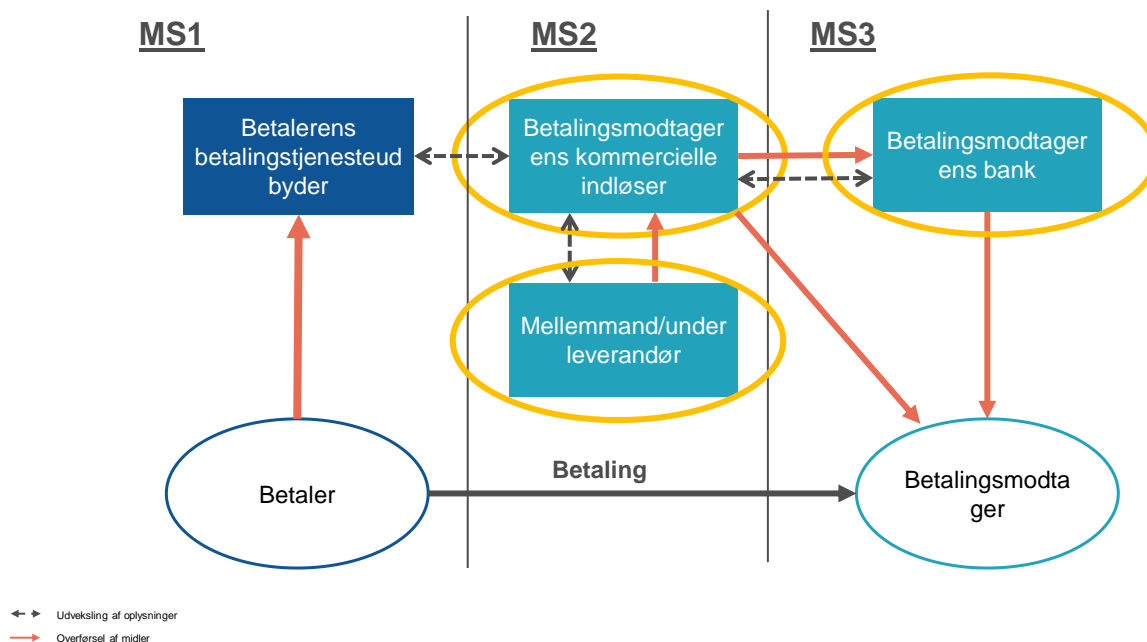 MS1
MS2
MS3
Betalerens
betalingstjenesteud
byder
Betalingsmodtager
ens kommercielle
indløser
Betalingsmodtager
ens bank
Mellemmand/under
leverandør
Betaling
Betaler
Betalingsmodta
ger
Udveksling af oplysninger
Overførsel af midler